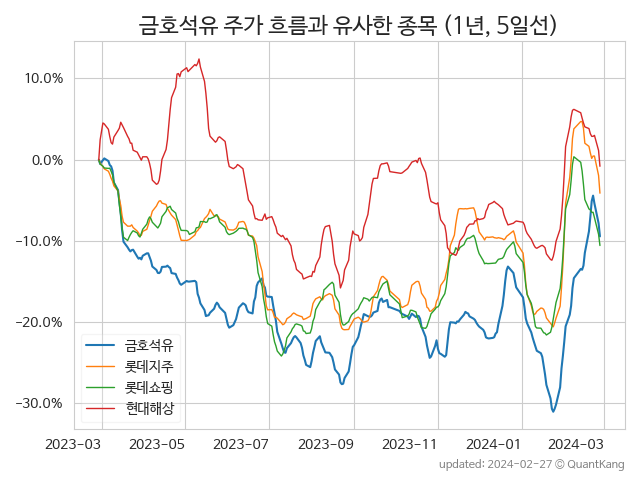 금호석유 주가 흐름과 유사한 종목 (1년, 5일선)
10.0%
0.0%
−10.0%
−20.0%
−30.0%
금호석유
롯데지주
롯데쇼핑
현대해상
2023-03 2023-05 2023-07 2023-09 2023-11 2024-01 2024-03
updated: 2024-02-27 © QuantKang